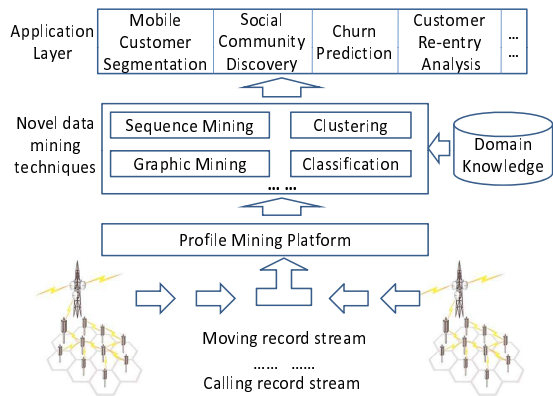 Application
Layer
Mobile
Customer
Segmentation
Social
Community
Discovery
Churn
Prediction
Customer
Re-entry
Analysis
...
...
Novel data
mining
techniques
Sequence Mining
Clustering
Graphic Mining
Classification
... ...
Domain
Knowledge
Profile Mining Platform
Moving record stream
...... ......
Calling record stream